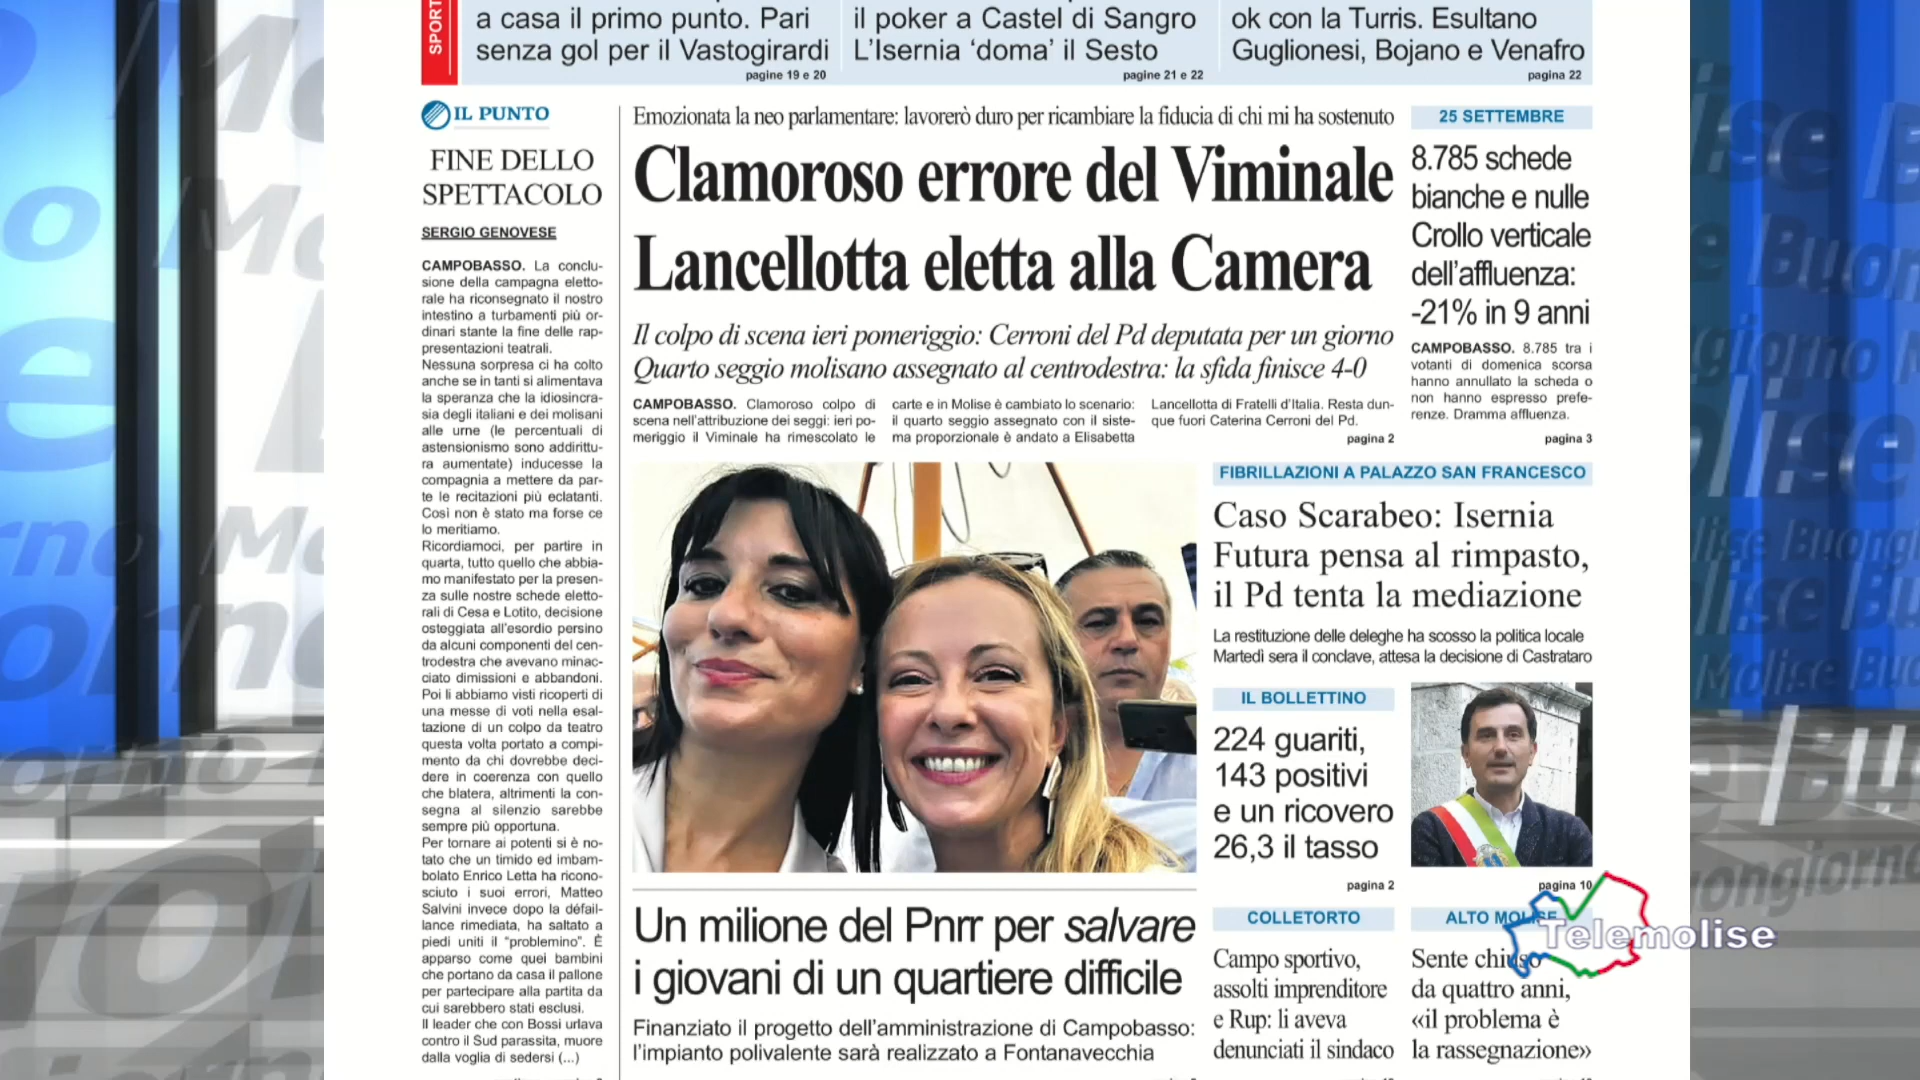 SPORT
a casa il primo punto. Pari
senza gol per il Vastogirardi
pagine 19 e 20
il poker a Castel di Sangro
L'Isernia 'doma' il Sesto
pagine 21 e 22
ok con la Turris. Esultano
Guglionesi, Bojano e Venafro
pagina 22
IL PUNTO
FINE DELLO
SPETTACOLO
SERGIO GENOVESE
CAMPOBASSO. La conclu-
sione della campagna eletto-
rale ha riconsegnato il nostro
intestino a turbamenti più or-
dinari stante la fine delle rap-
presentazioni teatrali.
Nessuna sorpresa ci ha colto
anche se in tanti si alimentava
la speranza che la idiosincra-
sia degli italiani e dei molisani
alle urne (le percentuali di
astensionismo sono addirittu-
ra aumentate) inducesse la
compagnia a mettere da par-
te le recitazioni più eclatanti.
Così non è stato ma forse ce
lo meritiamo.
Ricordiamoci, per partire in
quarta, tutto quello che abbia-
mo manifestato per la presen-
za sulle nostre schede eletto-
rali di Cesa e Lotito, decisione
osteggiata all'esordio persino
da alcuni componenti del cen-
trodestra che avevano minac-
ciato dimissioni e abbandoni.
Poi li abbiamo visti ricoperti di
una messe di voti nella esal-
tazione di un colpo da teatro
questa volta portato a compi-
mento da chi dovrebbe deci-
dere in coerenza con quello
che blatera, altrimenti la con-
segna al silenzio sarebbe
sempre più opportuna.
Per tornare ai potenti si è no-
tato che un timido ed imbam-
bolato Enrico Letta ha ricono-
sciuto i suoi errori, Matteo
Salvini invece dopo la défail-
lance rimediata, ha saltato a
piedi uniti il "problemino". È
apparso come quei bambini
che portano da casa il pallone
per partecipare alla partita da
cui sarebbero stati esclusi.
Il leader che con Bossi urlava
contro il Sud parassita, muore
dalla voglia di sedersi (...)
Emozionata la neo parlamentare: lavorerò duro per ricambiare la fiducia di chi mi ha sostenuto
Clamoroso errore del Viminale
Lancellotta eletta alla Camera
Il colpo di scena ieri pomeriggio: Cerroni del Pd deputata per un giorno
Quarto seggio molisano assegnato al centrodestra: la sfida finisce 4-0
CAMPOBASSO. Clamoroso colpo di
scena nell'attribuzione dei seggi: ieri po-
meriggio il Viminale ha rimescolato le
carte e in Molise è cambiato lo scenario:
il quarto seggio assegnato con il siste-
ma proporzionale è andato a Elisabetta
Lancellotta di Fratelli d'Italia. Resta dun-
que fuori Caterina Cerroni del Pd.
pagina 2
25 SETTEMBRE
8.785 schede
bianche e nulle
Crollo verticale
dell'affluenza:
-21% in 9 anni
CAMPOBASSO. 8.785 tra i
votanti di domenica scorsa
hanno annullato la scheda o
non hanno espresso prefe-
renze. Dramma affluenza.
pagina 3
FIBRILLAZIONI A PALAZZO SAN FRANCESCO
Caso Scarabeo: Isernia
Futura pensa al rimpasto,
il Pd tenta la mediazione
La restituzione delle deleghe ha scosso la politica locale
Martedì sera il conclave, attesa la decisione di Castrataro
IL BOLLETTINO
224 guariti,
143 positivi
e un ricovero
26,3 il tasso
pagina 2
pagina 10
Un milione del Pnrr per salvare
i giovani di un quartiere difficile
Finanziato il progetto dell'amministrazione di Campobasso:
l'impianto polivalente sarà realizzato a Fontanavecchia
COLLETORTO
Campo sportivo,
assolti imprenditore
e Rup: li aveva
denunciati il sindaco
ALTO MOLISE
Sente chiuso
da quattro anni,
«il problema è
la rassegnazione»
Telemolise